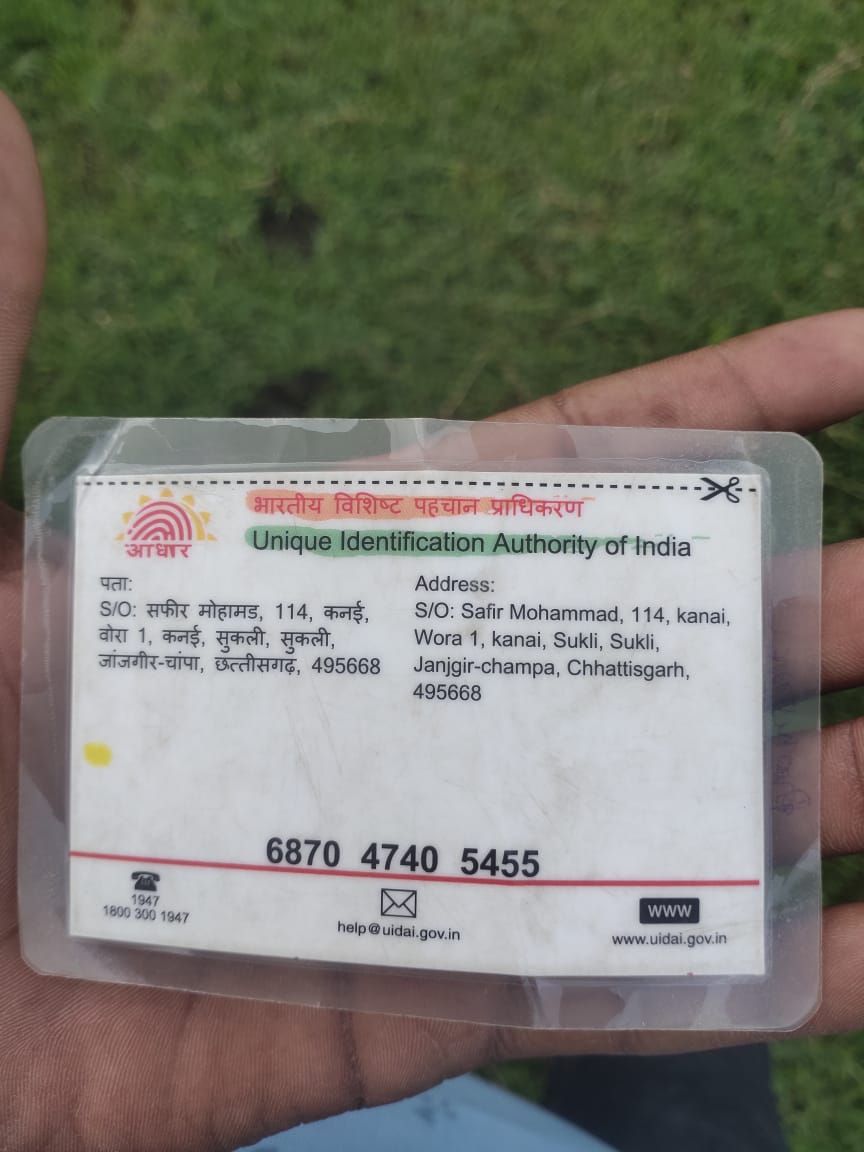 भारतीय विशिष्ट पहचान प्राधिकरण
Unique Identification Authority of India
आधार
पता:
S/O: सफीर मोहामड, 114, कनई,
वोरा 1, कनई, सुकली, सुकली,
जांजगीर-चांपा, छत्तीसगढ़, 495668
Address:
S/O: Safir Mohammad, 114, kanai,
Wora 1, kanai, Sukli, Sukli,
Janjgir-champa, Chhattisgarh,
495668
6870 4740 5455
1947
1800 300 1947
help@uidai.gov.in
www
www.uidai.gov.in